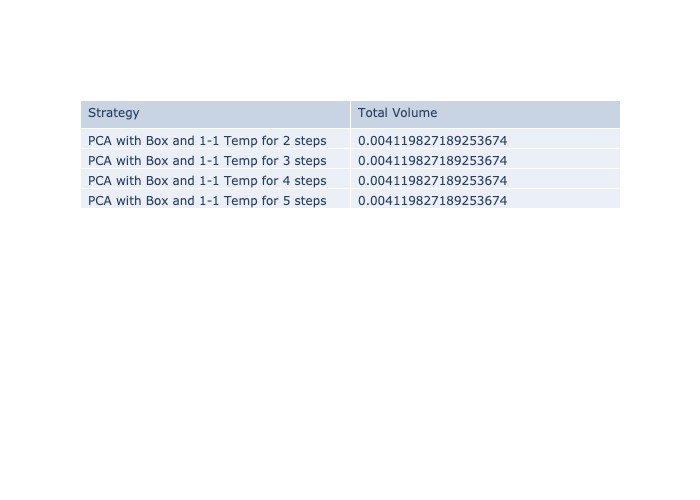 Strategy Total Volume
PCA with Box and 1-1 Temp for 2 steps 0.004119827189253674
PCA with Box and 1-1 Temp for 3 steps 0.004119827189253674
PCA with Box and 1-1 Temp for 4 steps 0.004119827189253674
PCA with Box and 1-1 Temp for 5 steps 0.004119827189253674